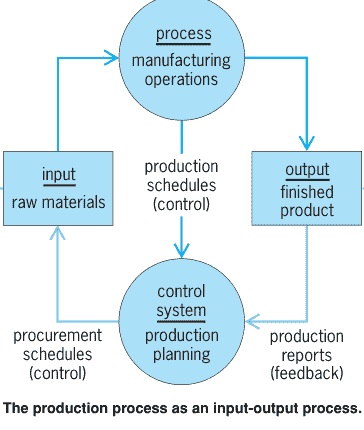 process
manufacturing
operations
input
raw materials
production
schedules
(control)
output
finished
product
control
system
production
planning
procurement
schedules
(control)
production
reports
(feedback)
The production process as an input-output process.